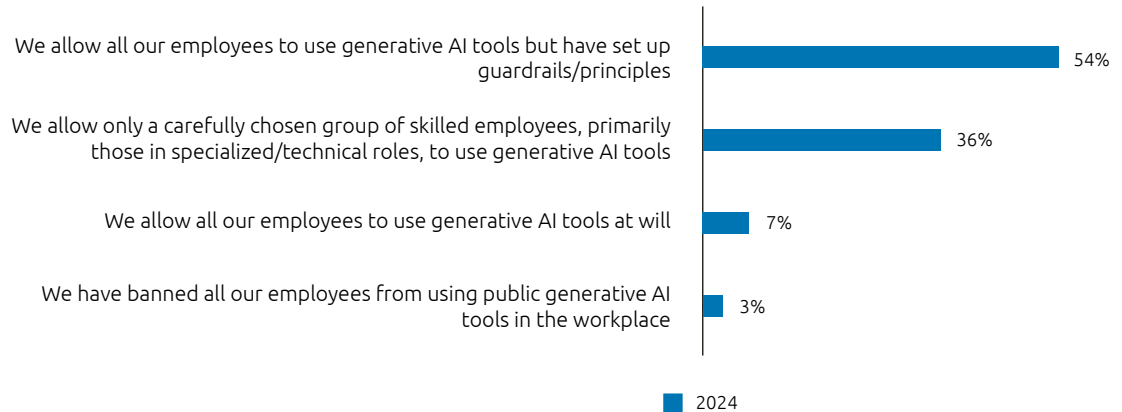 We allow all our employees to use generative AI tools but have set up
guardrails/principles
54%
We allow only a carefully chosen group of skilled employees, primarily
those in specialized/technical roles, to use generative AI tools
36%
We allow all our employees to use generative AI tools at will
7%
We have banned all our employees from using public generative AI
tools in the workplace
3%
2024